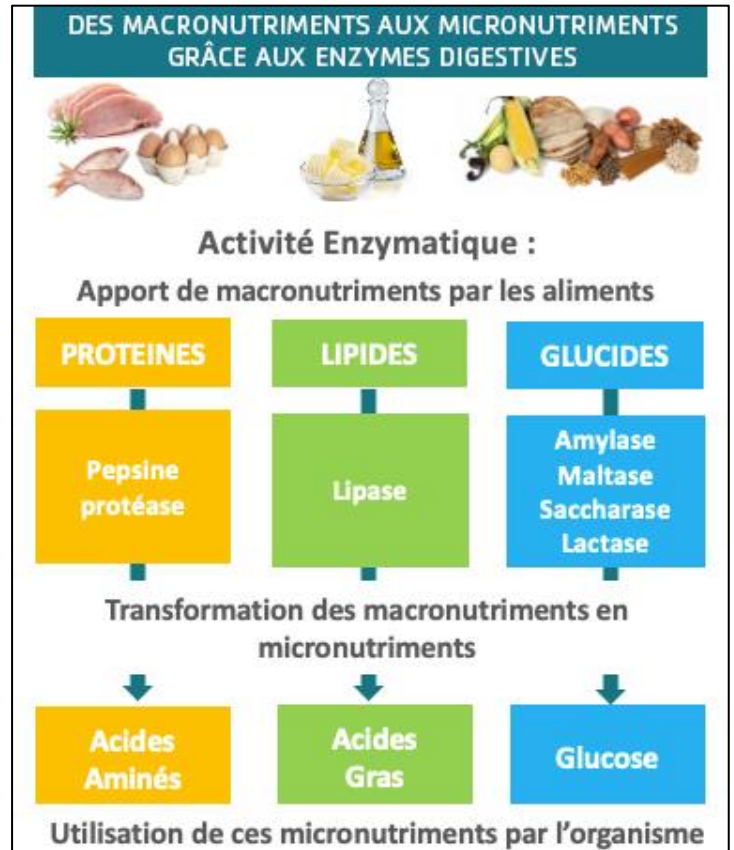 DES MACRONUTRIMENTS AUX MICRONUTRIMENTS
GRÂCE AUX ENZYMES DIGESTIVES
Activité Enzymatique :
Apport de macronutriments par les aliments
PROTEINES
LIPIDES
GLUCIDES
Pepsine
protéase
Lipase
Amylase
Maltase
Saccharase
Lactase
Transformation des macronutriments en
micronutriments
Acides
Aminés
Acides
Gras
Glucose
Utilisation de ces micronutriments par l'organisme